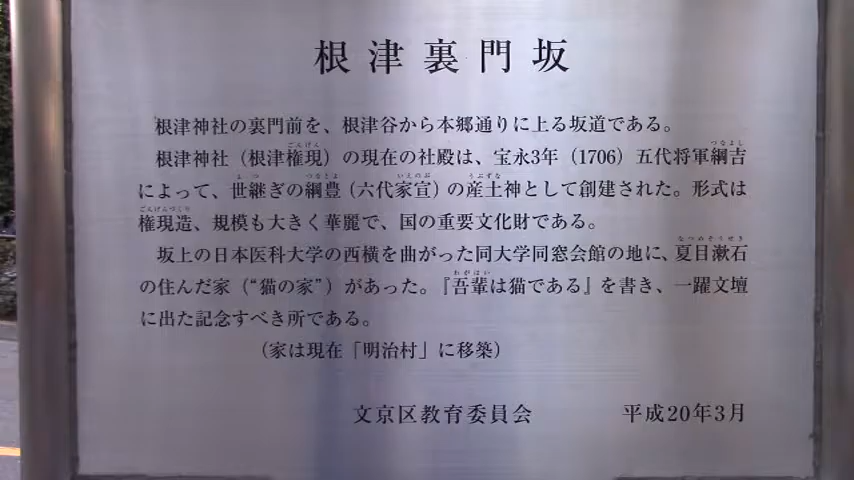 根津裏門坂
根津神社の裏門前を、根津谷から本郷通りに上る坂道である。
根津神社（根津権現）の現在の社殿は、宝永3年（1706）五代将軍綱吉
によって、世継ぎの綱豊（六代家宣）の産土神として創建された。形式は
権現造、規模も大きく華麗で、国の重要文化財である。
坂上の日本医科大学の西横を曲がった同大学同窓会館の地に、夏目漱石
の住んだ家（“猫の家”）があった。『吾輩は猫である』を書き、一躍文壇
に出た記念すべき所である。
（家は現在「明治村」に移築）
文京区教育委員会　平成20年3月